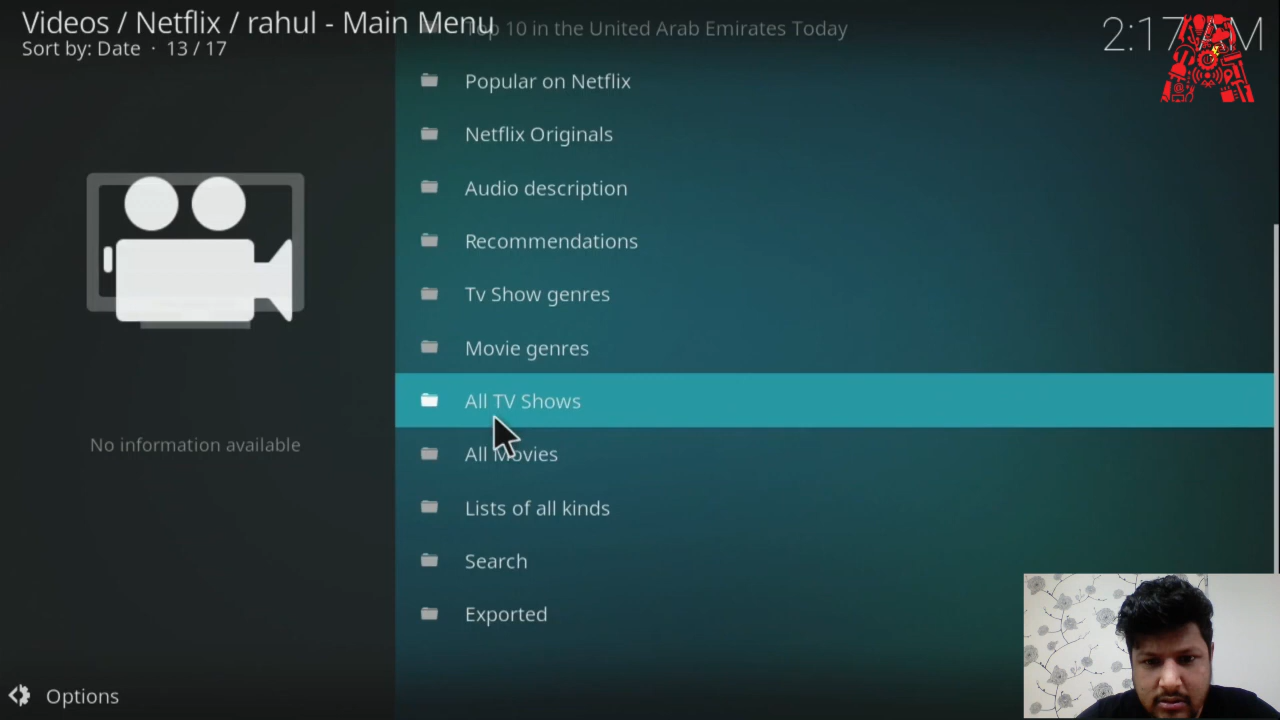 Videos / Netflix / rahul - Main Menu
Sort by: Date · 13 / 17
2:17 AM
Top 10 in the United Arab Emirates Today
Popular on Netflix
Netflix Originals
Audio description
Recommendations
Tv Show genres
Movie genres
All TV Shows
All Movies
Lists of all kinds
Search
Exported
No information available
Options